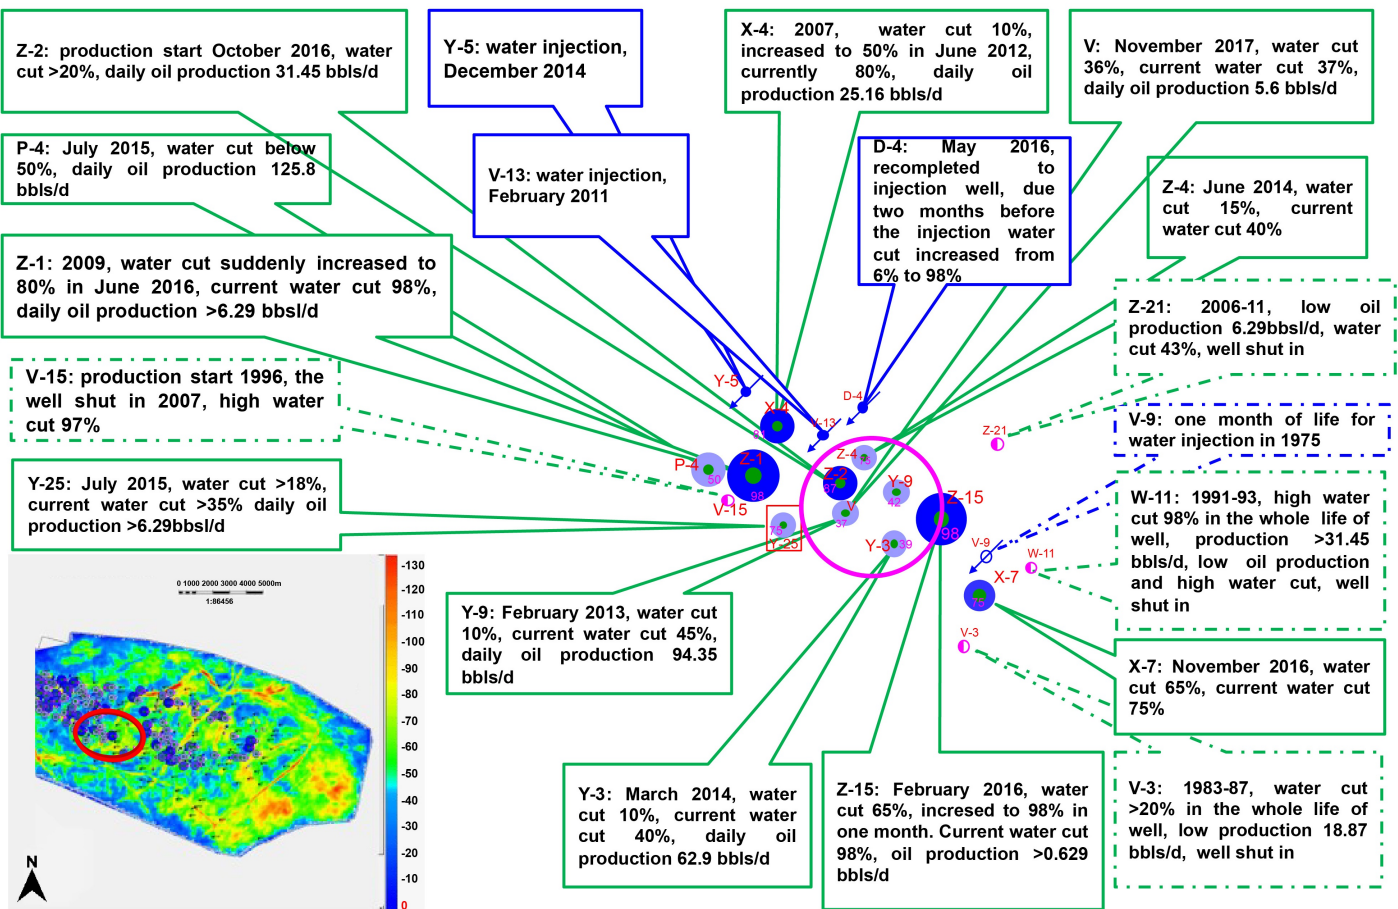 Z-2: production start October 2016, water
cut >20%, daily oil production 31.45 bbls/d
Y-5: water injection,
December 2014
X-4: 2007, water cut 10%,
increased to 50% in June 2012,
currently 80%, daily oil
production 25.16 bbls/d
V: November 2017, water cut
36%, current water cut 37%,
daily oil production 5.6 bbls/d
P-4: July 2015, water cut below
50%, daily oil production 125.8
bbls/d
V-13: water injection,
February 2011
D-4: May 2016,
recompleted to
injection well, due
two months before
the injection water
cut increased from
6% to 98%
Z-4: June 2014, water
cut 15%, current
water cut 40%
Z-1: 2009, water cut suddenly increased to
80% in June 2016, current water cut 98%,
daily oil production >6.29 bbsl/d
Z-21: 2006-11, low oil
production 6.29bbsl/d, water
cut 43%, well shut in
V-15: production start 1996, the
well shut in 2007, high water
cut 97%
V-9: one month of life for
water injection in 1975
Y-25: July 2015, water cut >18%,
current water cut >35% daily oil
production >6.29bbsl/d
W-11: 1991-93, high water
cut 98% in the whole life of
well, production >31.45
bbls/d, low oil production
and high water cut, well
shut in
Y-5
X-4
D-4
Z-21
P-4
50
Z-1
98
V-15
Z-4
Z-2
87
Y-9
42
Z-15
98
V
37
75
Y-25
Y-3
39
V-9
W-11
X-7
75
V-3
Y-9: February 2013, water cut
10%, current water cut 45%,
daily oil production 94.35
bbls/d
X-7: November 2016, water
cut 65%, current water cut
75%
Y-3: March 2014, water
cut 10%, current water
cut 40%, daily oil
production 62.9 bbls/d
Z-15: February 2016, water
cut 65%, incresed to 98% in
one month. Current water cut
98%, oil production >0.629
bbls/d
V-3: 1983-87, water cut
>20% in the whole life of
well, low production 18.87
bbls/d, well shut in
0 1000 2000 3000 4000 5000m
1:86456
-130
-120
-110
-100
-90
-80
-70
-60
-50
-40
-30
-20
-10
0
N